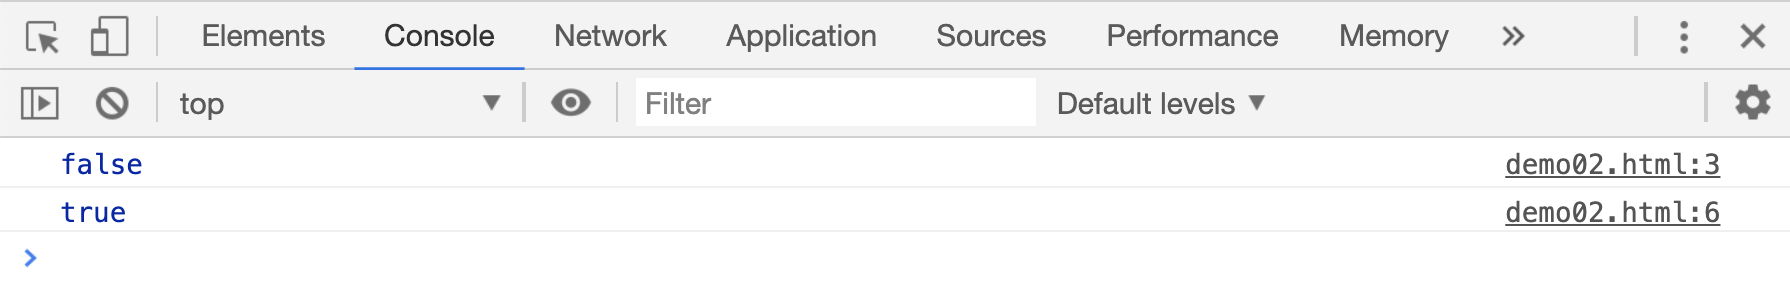 Elements Console Network Application Sources Performance Memory »
top ▼ Filter Default levels ▼
false demo02.html:3
true demo02.html:6